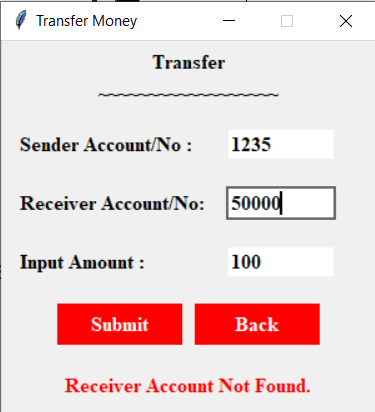 Transfer Money
Transfer
~~~~~~~~~~~~~~~~~~~~
Sender Account/No : 1235
Receiver Account/No: 50000
Input Amount : 100
Submit Back
Receiver Account Not Found.